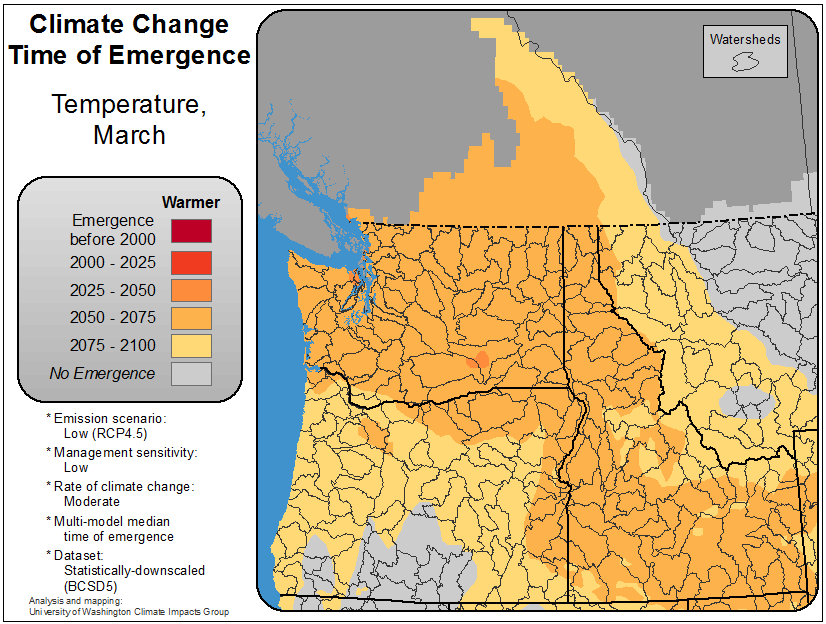 Climate Change
Time of Emergence
Temperature,
March
Warmer
Emergence
before 2000
2000 - 2025
2025 - 2050
2050 - 2075
2075 - 2100
No Emergence
* Emission scenario:
Low (RCP4.5)
* Management sensitivity:
Low
* Rate of climate change:
Moderate
* Multi-model median
time of emergence
* Dataset:
Statistically-downscaled
(BCSD5)
Analysis and mapping:
University of Washington Climate Impacts Group
Watersheds